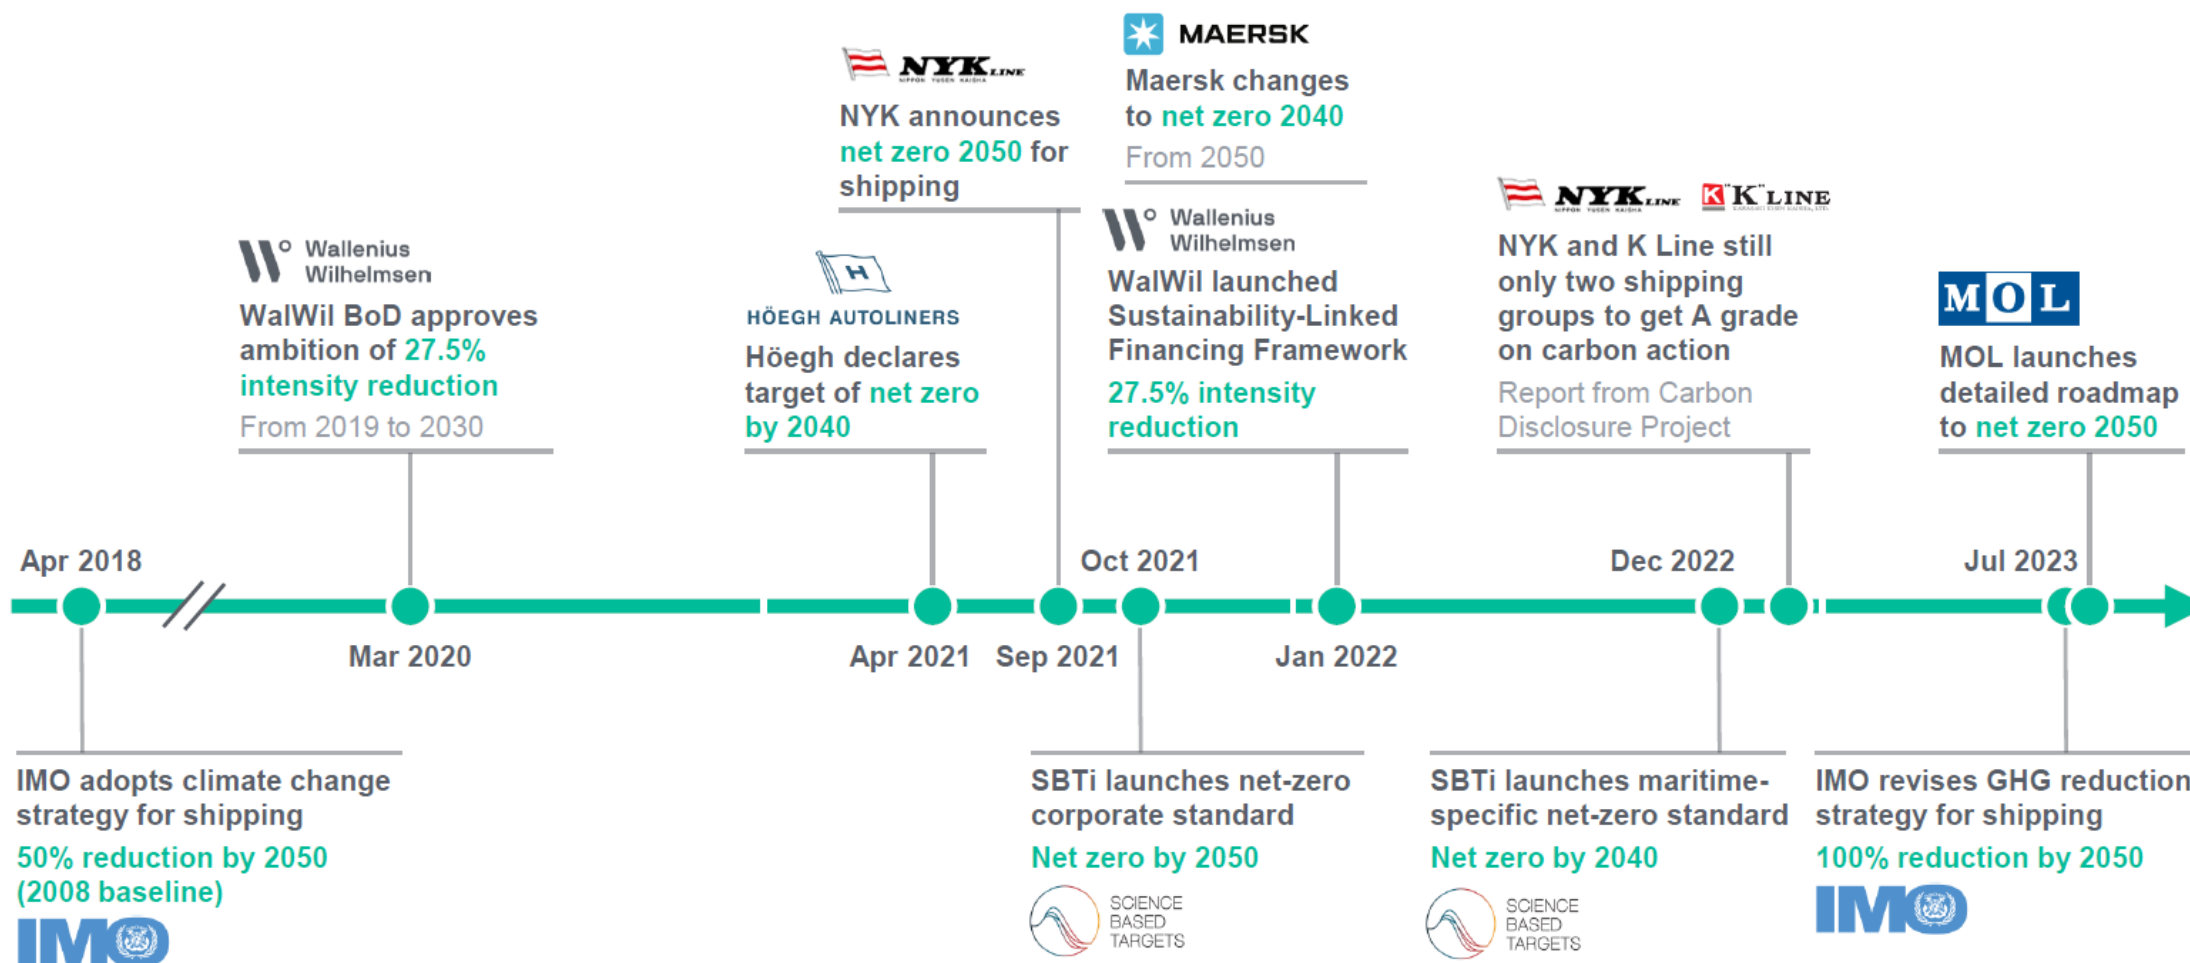 MAERSK
Maersk changes
to net zero 2040
From 2050
NYK LINE
NIPPON YUSEN KAISHA
NYK announces
net zero 2050 for
shipping
Wallenius
Wilhelmsen
WalWil BoD approves
ambition of 27.5%
intensity reduction
From 2019 to 2030
H
HÖEGH AUTOLINERS
Höegh declares
target of net zero
by 2040
Wallenius
Wilhelmsen
WalWil launched
Sustainability-Linked
Financing Framework
27.5% intensity
reduction
NYK LINE
NIPPON YUSEN KAISHA
K "K" LINE
NYK and K Line still
only two shipping
groups to get A grade
on carbon action
Report from Carbon
Disclosure Project
MOL
MOL launches
detailed roadmap
to net zero 2050
Apr 2018
Mar 2020
Apr 2021
Sep 2021
Oct 2021
Jan 2022
Dec 2022
Jul 2023
IMO adopts climate change
strategy for shipping
50% reduction by 2050
(2008 baseline)
IMO
SBTi launches net-zero
corporate standard
Net zero by 2050
SCIENCE
BASED
TARGETS
SBTi launches maritime-
specific net-zero standard
Net zero by 2040
SCIENCE
BASED
TARGETS
IMO revises GHG reduction
strategy for shipping
100% reduction by 2050
IMO